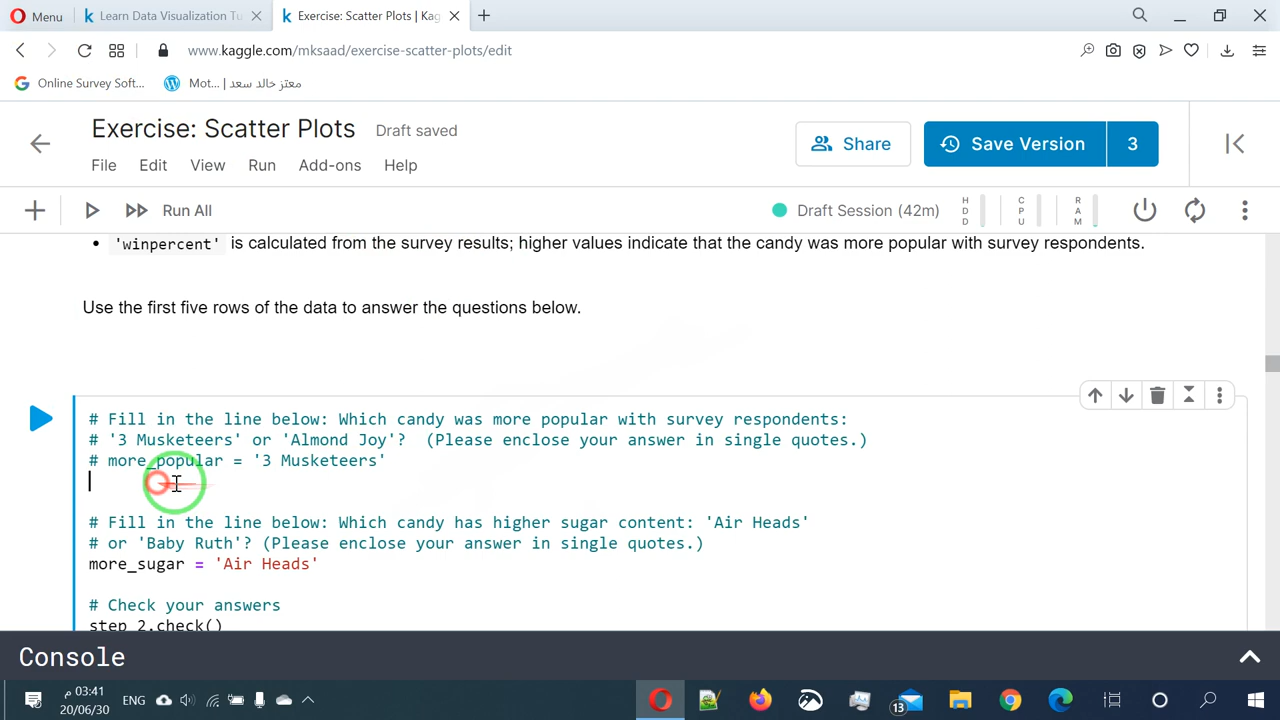 Menu
Learn Data Visualization Tu
Exercise: Scatter Plots | Kag
www.kaggle.com/mksaad/exercise-scatter-plots/edit
Online Survey Soft...
Mot... | معتز خالد سعد
Exercise: Scatter Plots
Draft saved
Share
Save Version
3
File
Edit
View
Run
Add-ons
Help
Run All
Draft Session (42m)
HDD
CPU
RAM
• 'winpercent' is calculated from the survey results; higher values indicate that the candy was more popular with survey respondents.
Use the first five rows of the data to answer the questions below.
# Fill in the line below: Which candy was more popular with survey respondents:
# '3 Musketeers' or 'Almond Joy'?  (Please enclose your answer in single quotes.)
# more_popular = '3 Musketeers'
# Fill in the line below: Which candy has higher sugar content: 'Air Heads'
# or 'Baby Ruth'? (Please enclose your answer in single quotes.)
more_sugar = 'Air Heads'
# Check your answers
step_2.check()
Console
ENG
03:41 م
20/06/30
13